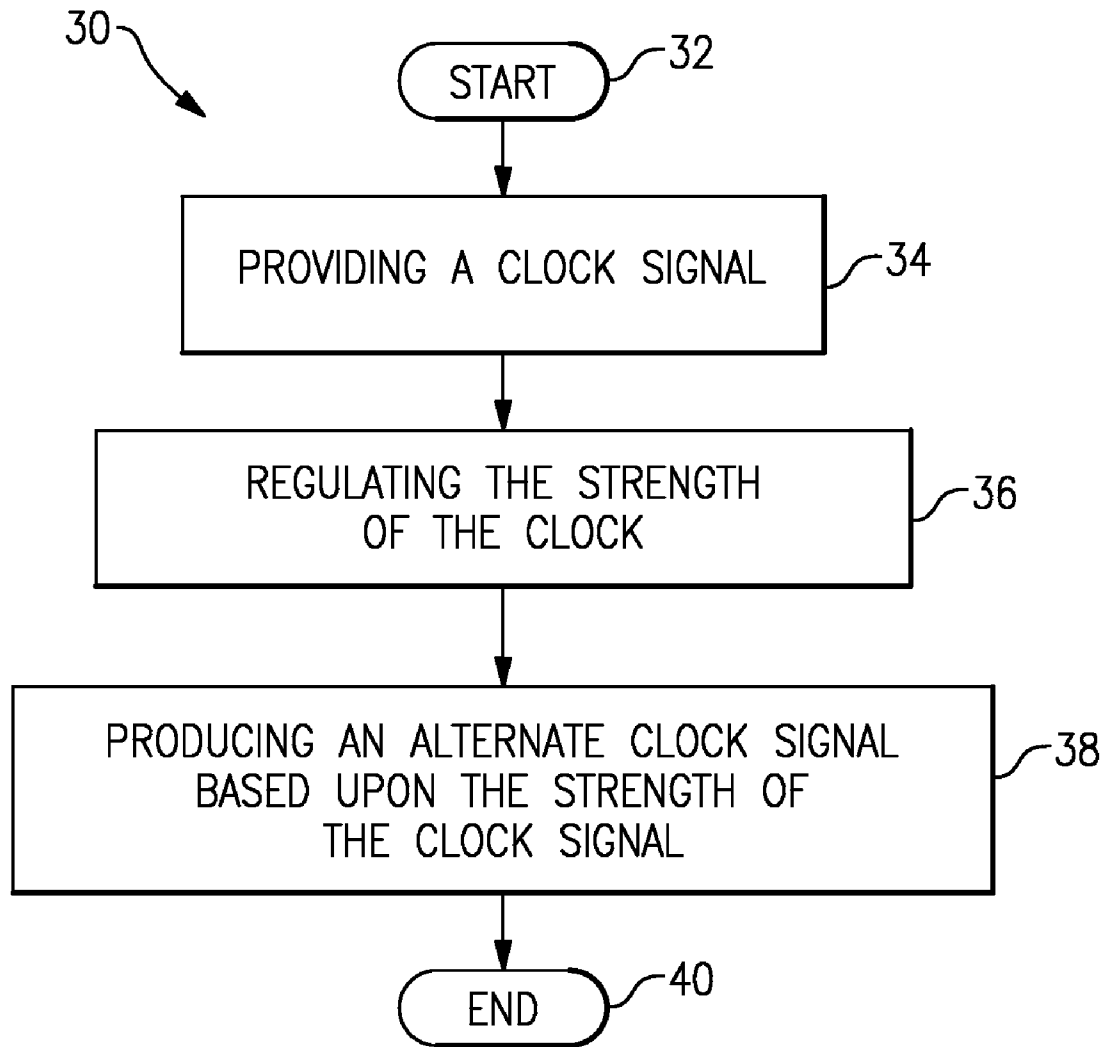 30
START
32
PROVIDING A CLOCK SIGNAL
34
REGULATING THE STRENGTH
OF THE CLOCK
36
PRODUCING AN ALTERNATE CLOCK SIGNAL
BASED UPON THE STRENGTH OF
THE CLOCK SIGNAL
38
END
40